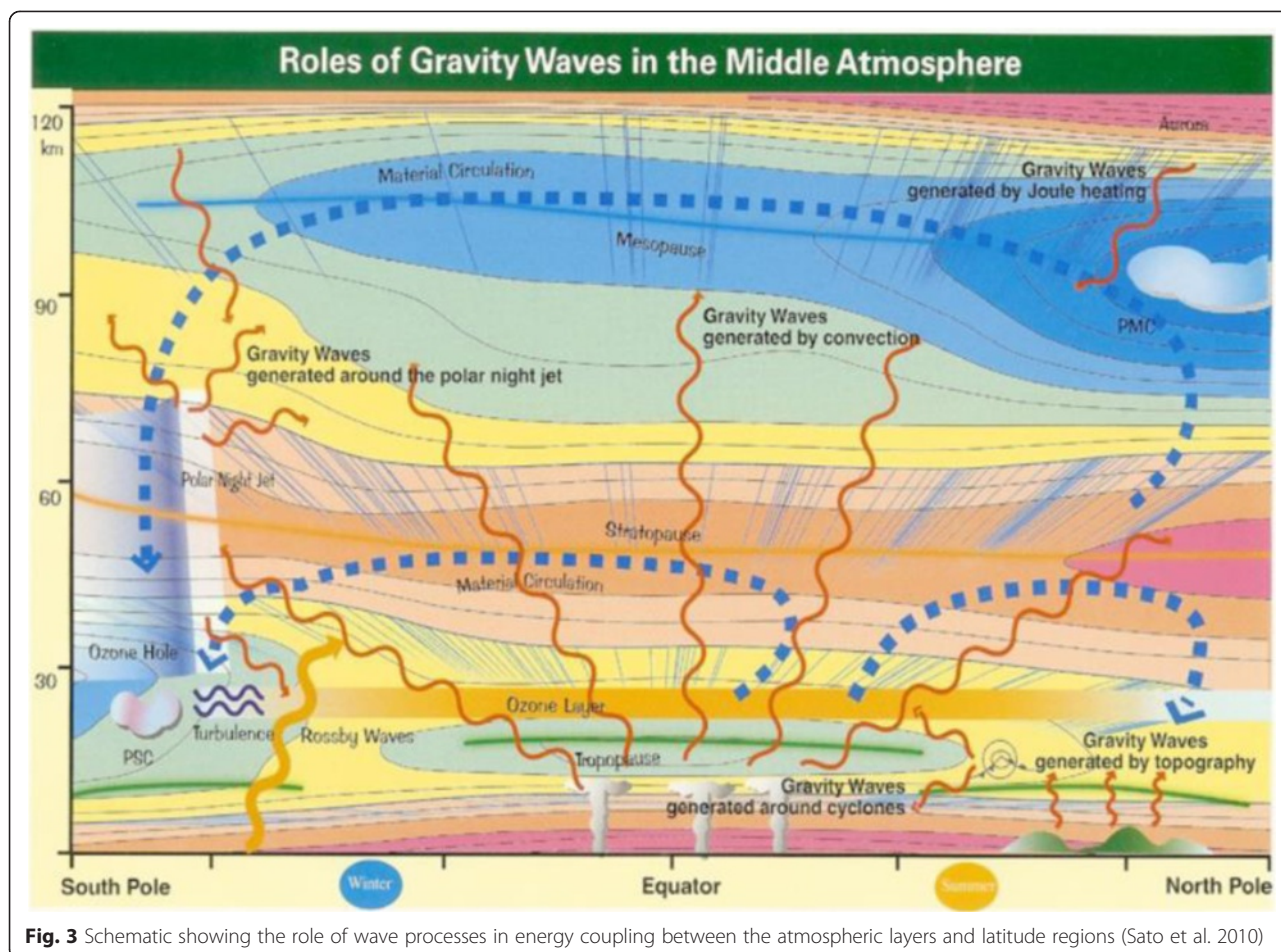 Roles of Gravity Waves in the Middle Atmosphere
120
km
Aurora
Gravity Waves
generated by Joule heating
Material Circulation
Mesopause
90
Gravity Waves
generated by convection
PMC
Gravity Waves
generated around the polar night jet
60
Polar Night Jet
Stratopause
Material Circulation
Ozone Hole
30
Ozone Layer
Turbulence
Rossby Waves
PSC
Tropopause
Gravity Waves
generated by topography
Gravity Waves
generated around cyclones
South Pole
Winter
Equator
Summer
North Pole
Fig. 3 Schematic showing the role of wave processes in energy coupling between the atmospheric layers and latitude regions (Sato et al. 2010)